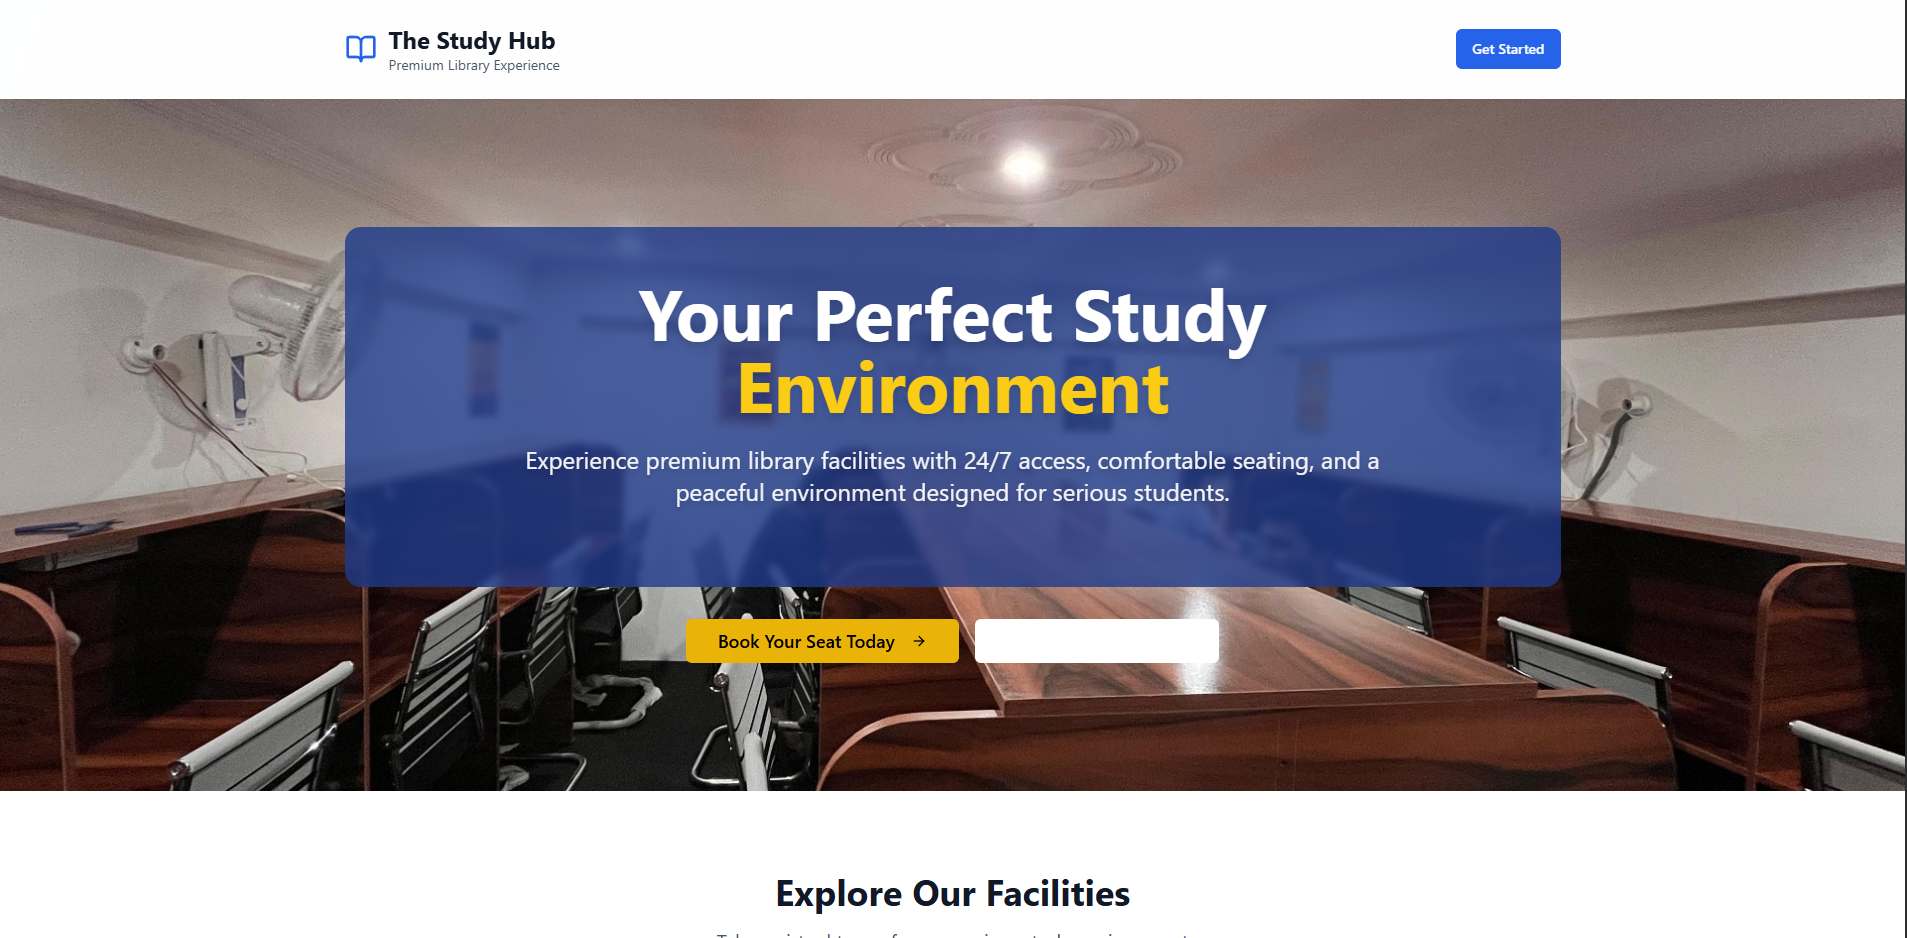 The Study Hub
Premium Library Experience
Get Started
Your Perfect Study
Environment
Experience premium library facilities with 24/7 access, comfortable seating, and a
peaceful environment designed for serious students.
Book Your Seat Today →
Explore Our Facilities